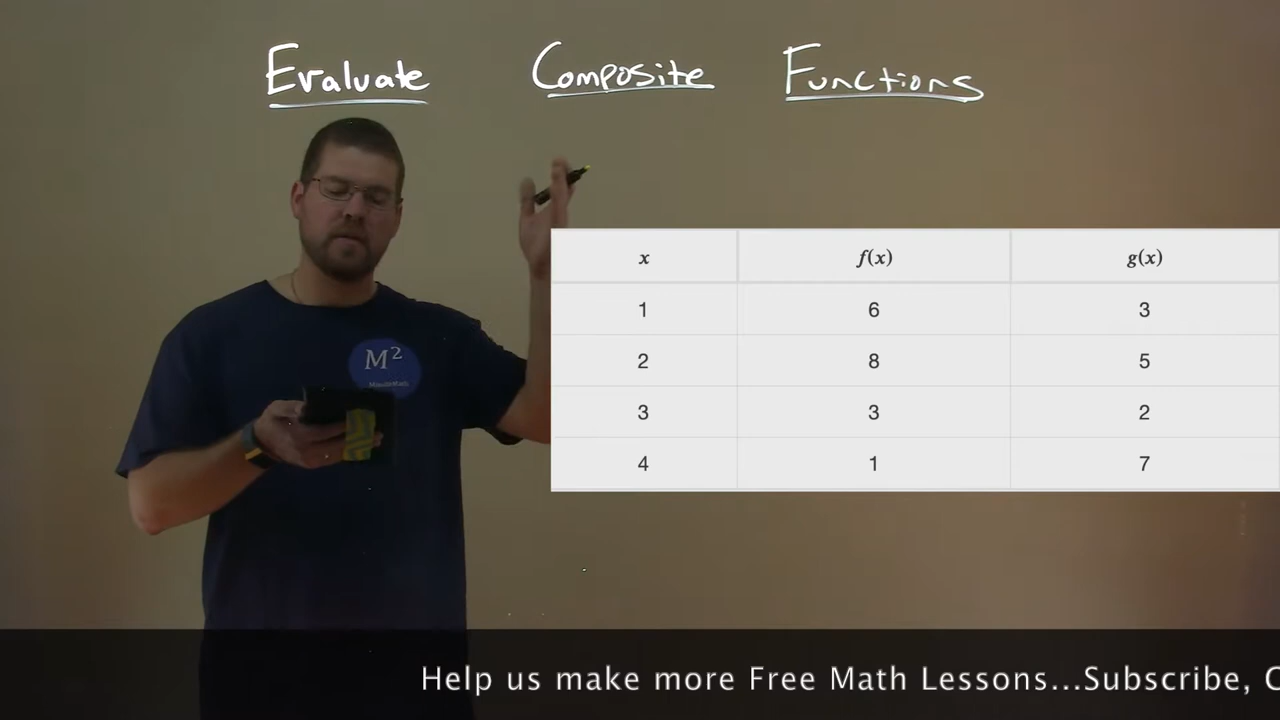 Evaluate Composite Functions
M²
MinuteMath
x f(x) g(x)
1 6 3
2 8 5
3 3 2
4 1 7
Help us make more Free Math Lessons...Subscribe, C